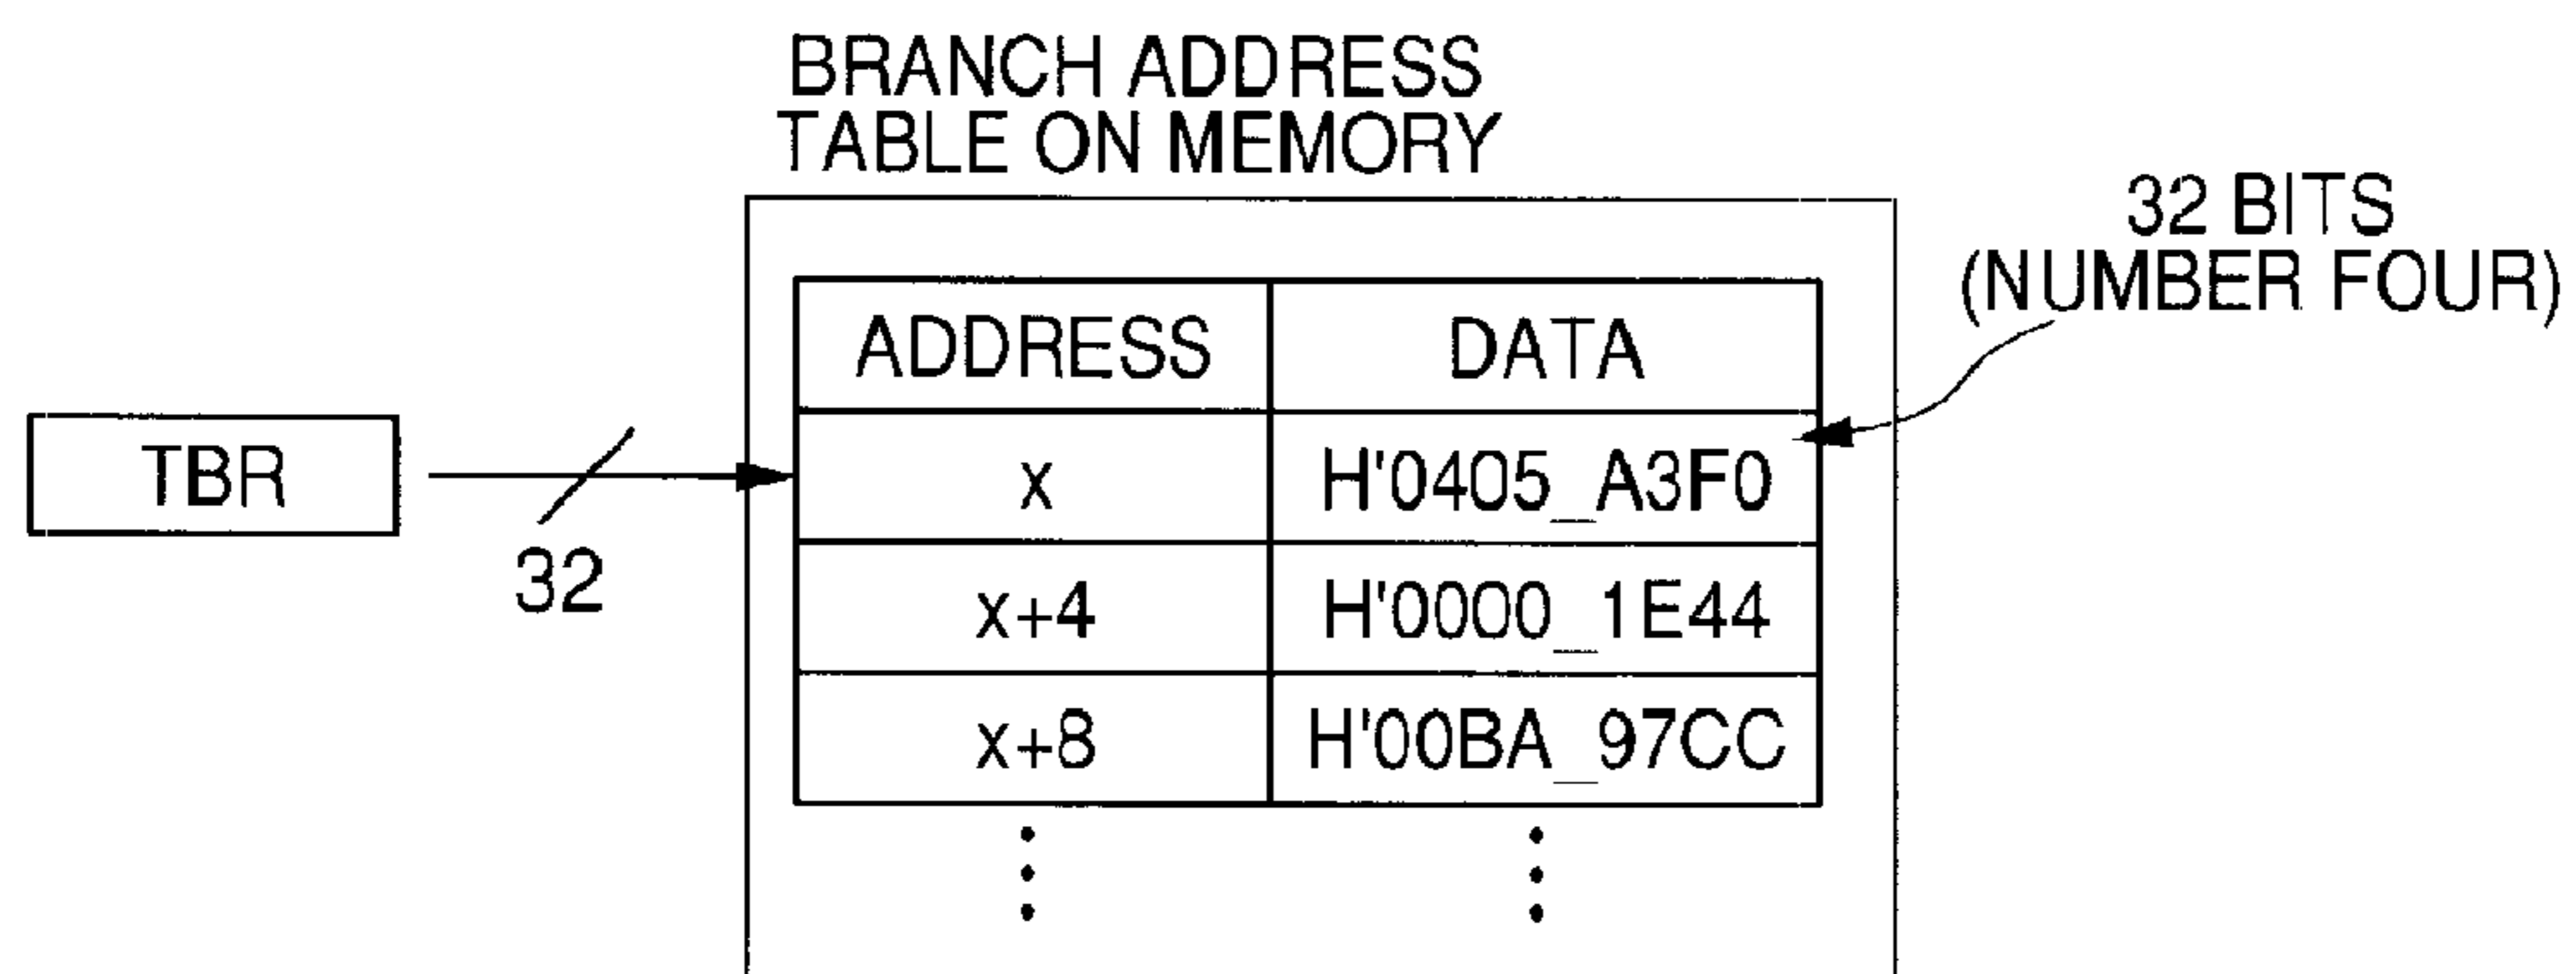 BRANCH ADDRESS
TABLE ON MEMORY
32 BITS
(NUMBER FOUR)
ADDRESS DATA
TBR
32
x H'0405_A3F0
x+4 H'0000_1E44
x+8 H'00BA_97CC